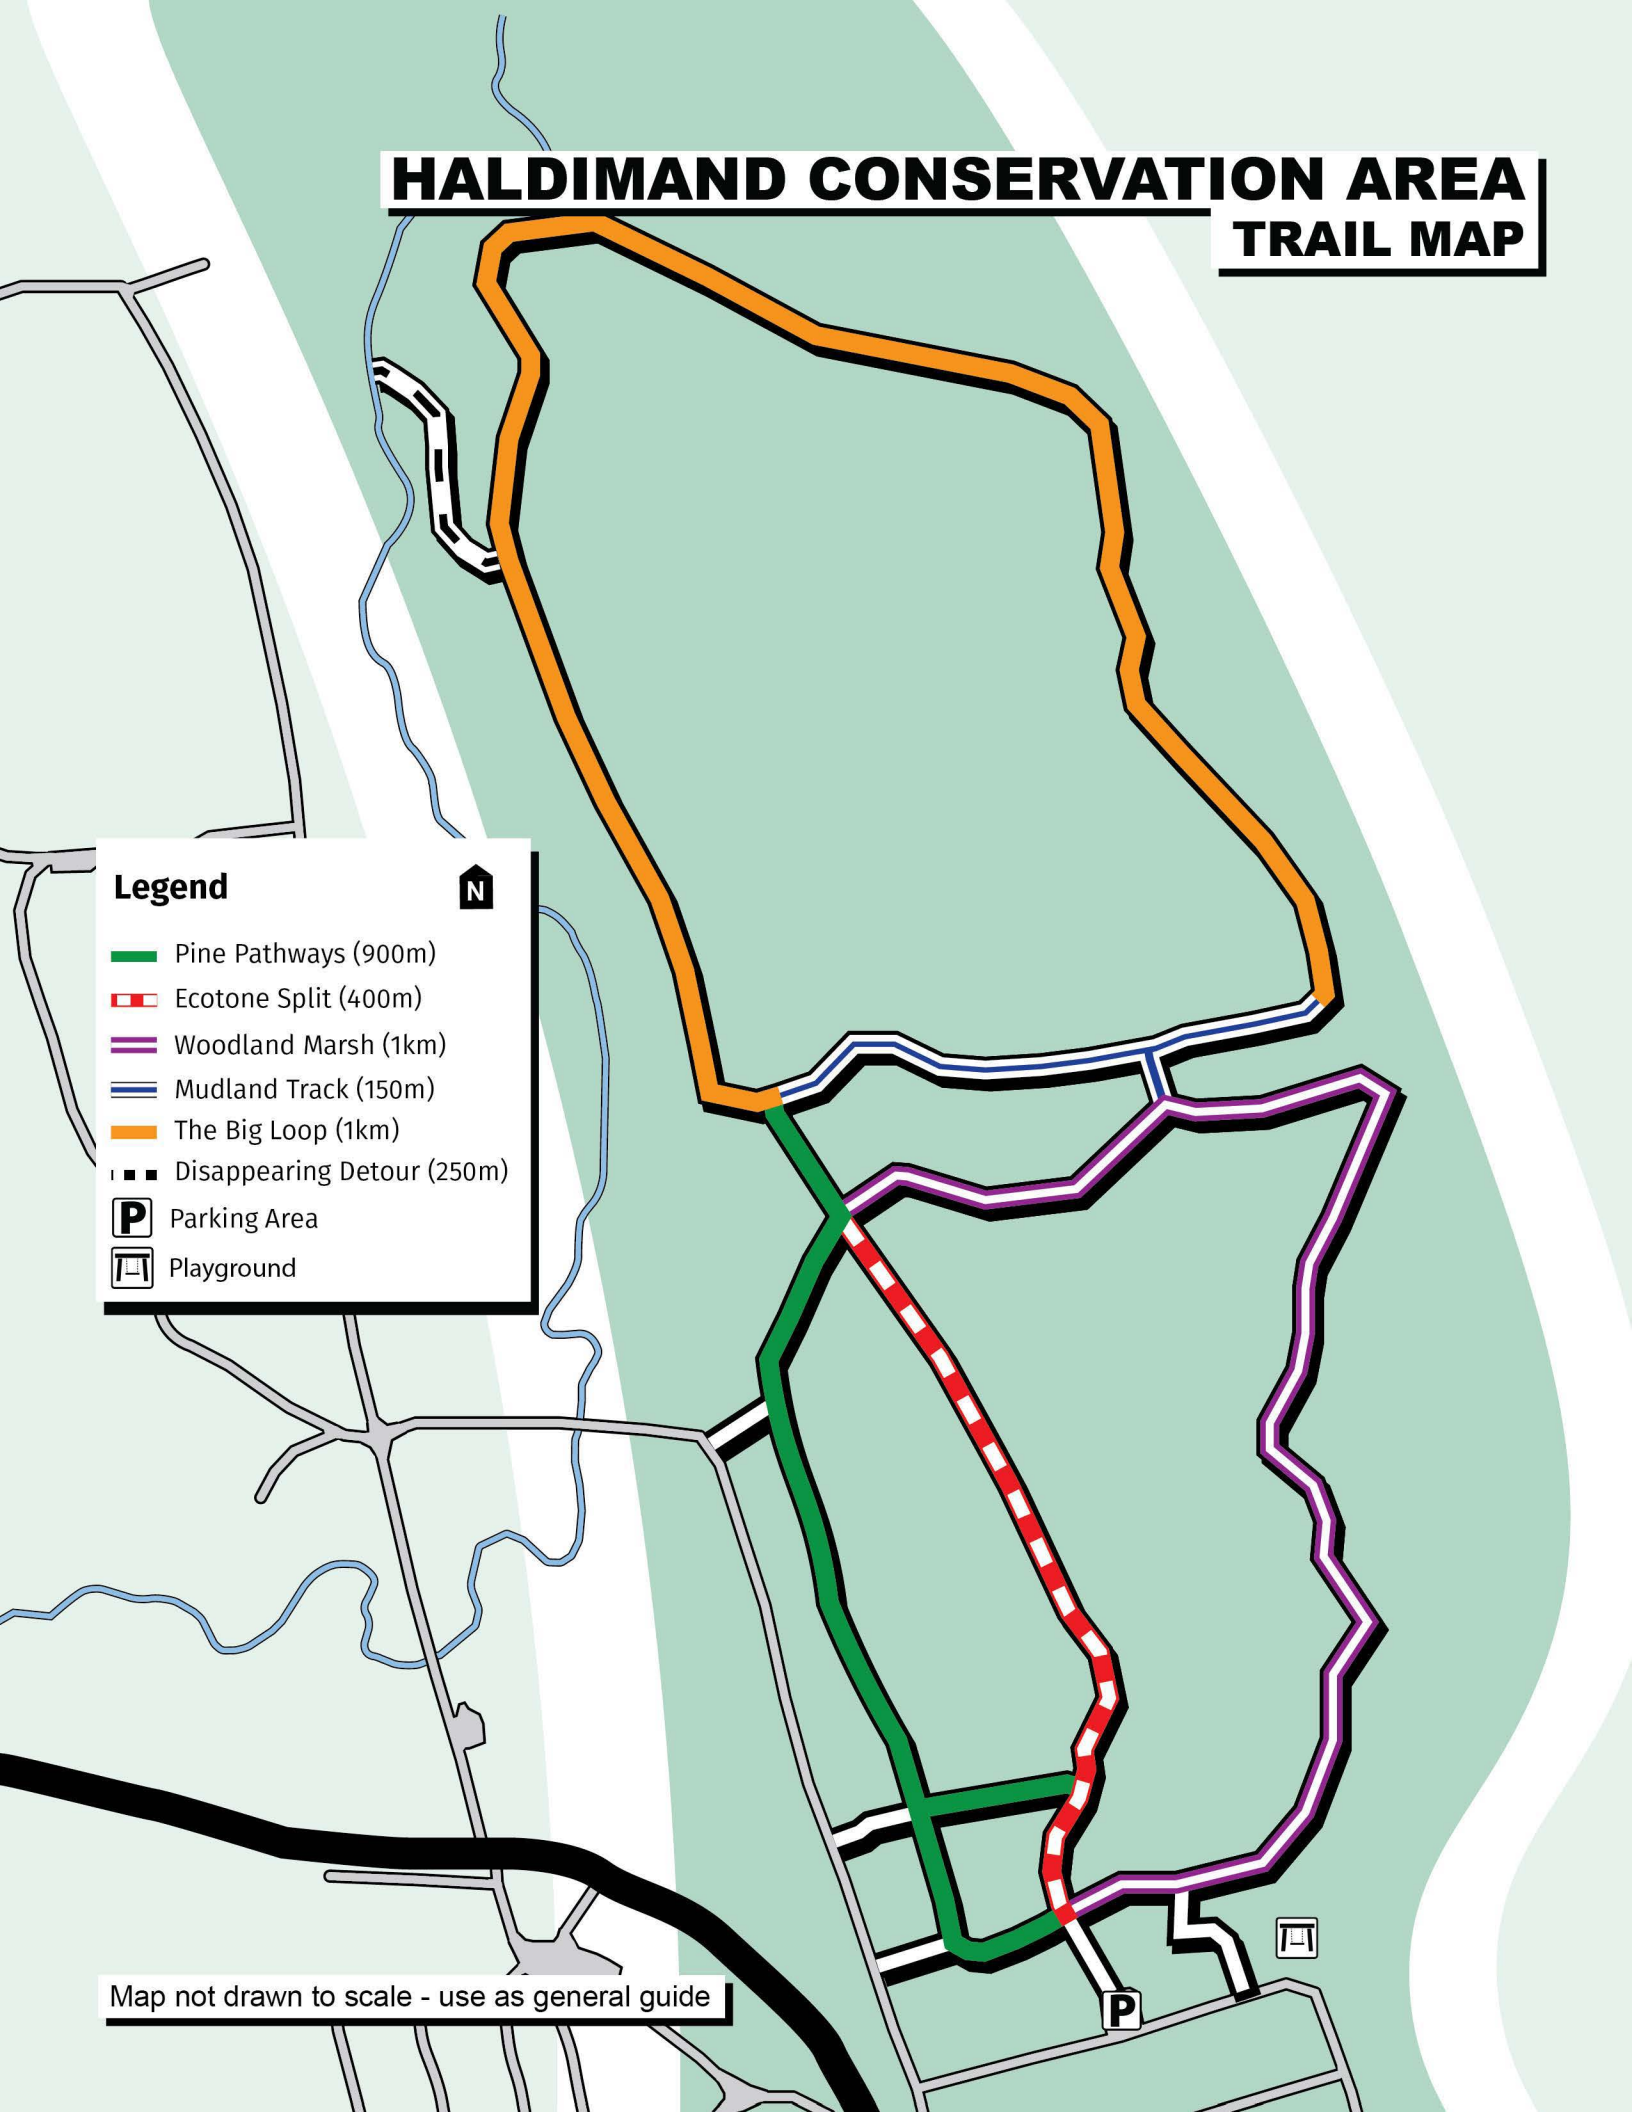 HALDIMAND CONSERVATION AREA
TRAIL MAP
Legend
N
Pine Pathways (900m)
Ecotone Split (400m)
Woodland Marsh (1km)
Mudland Track (150m)
The Big Loop (1km)
Disappearing Detour (250m)
P Parking Area
Playground
P
Map not drawn to scale - use as general guide